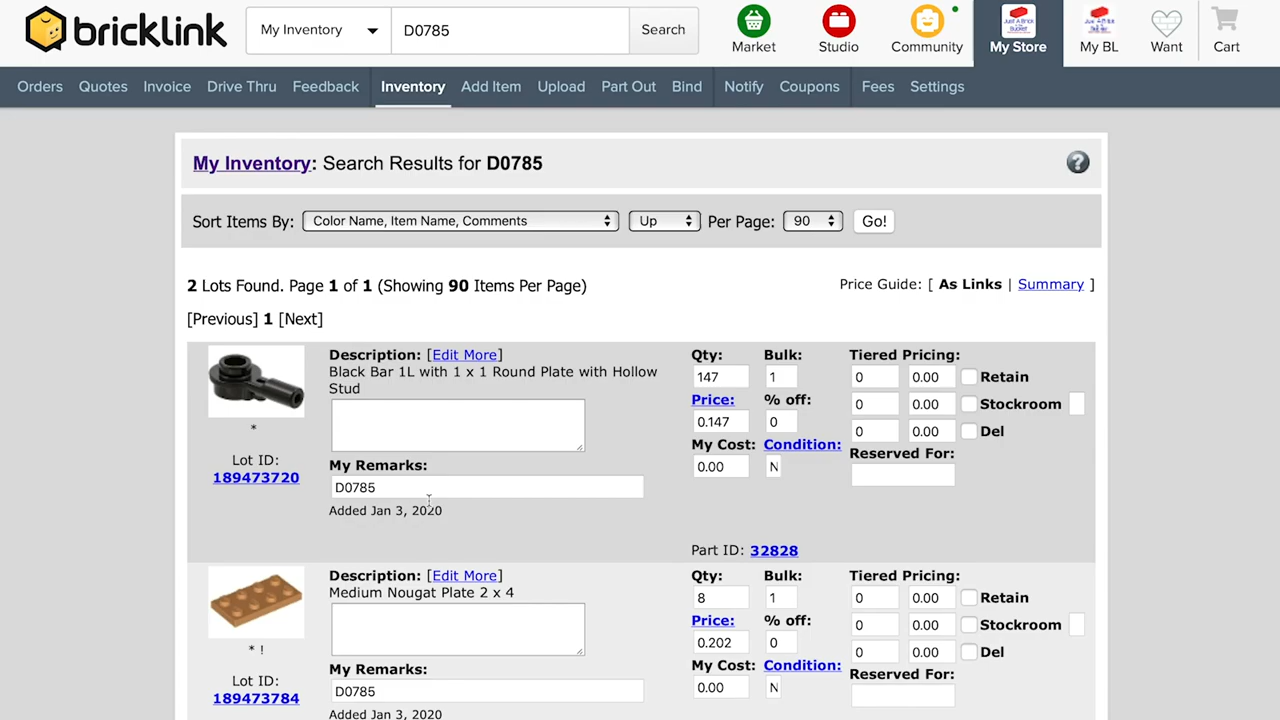 bricklink
My Inventory
D0785
Search
Market
Studio
Community
My Store
My BL
Want
Cart
Orders Quotes Invoice Drive Thru Feedback Inventory Add Item Upload Part Out Bind Notify Coupons Fees Settings
My Inventory: Search Results for D0785
?
Sort Items By: Color Name, Item Name, Comments Up Per Page: 90 Go!
2 Lots Found. Page 1 of 1 (Showing 90 Items Per Page)
Price Guide: [ As Links | Summary ]
[Previous] 1 [Next]
*
Lot ID:
189473720
Description: [Edit More]
Black Bar 1L with 1 x 1 Round Plate with Hollow
Stud
My Remarks:
D0785
Added Jan 3, 2020
Qty: Bulk:
147 1
Price: % off:
0.147 0
My Cost: Condition:
0.00 N
Part ID: 32828
Tiered Pricing:
0 0.00 Retain
0 0.00 Stockroom
0 0.00 Del
Reserved For:
* !
Lot ID:
189473784
Description: [Edit More]
Medium Nougat Plate 2 x 4
My Remarks:
D0785
Added Jan 3, 2020
Qty: Bulk:
8 1
Price: % off:
0.202 0
My Cost: Condition:
0.00 N
Tiered Pricing:
0 0.00 Retain
0 0.00 Stockroom
0 0.00 Del
Reserved For: